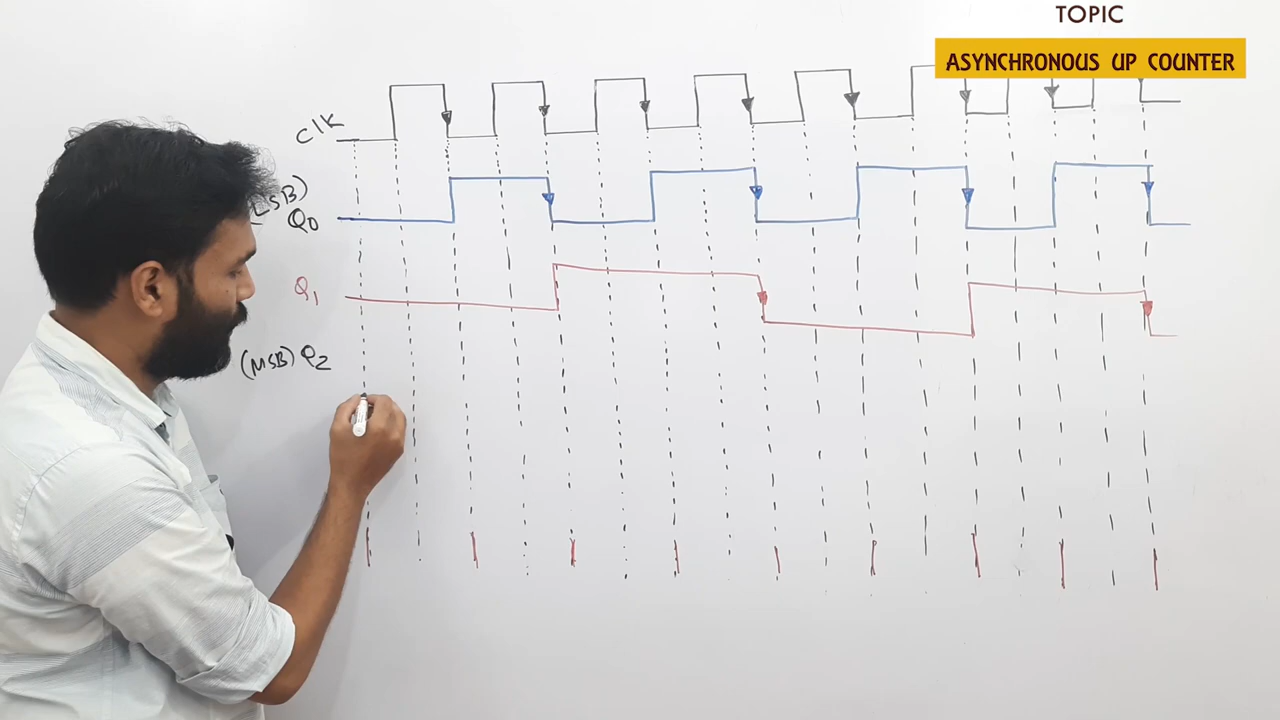 TOPIC
ASYNCHRONOUS UP COUNTER
Clk
LSB)
Q0
Q1
(MSB) Q2